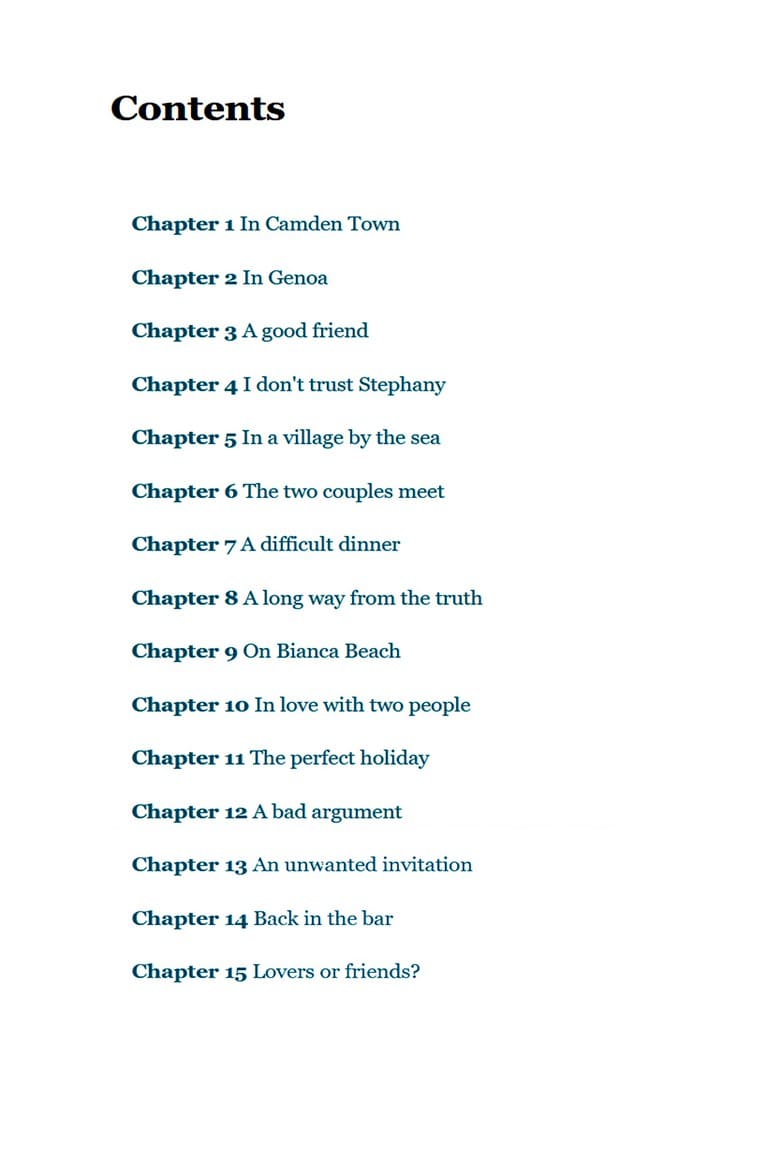 Contents
Chapter 1 In Camden Town
Chapter 2 In Genoa
Chapter 3 A good friend
Chapter 4 I don't trust Stephany
Chapter 5 In a village by the sea
Chapter 6 The two couples meet
Chapter 7 A difficult dinner
Chapter 8 A long way from the truth
Chapter 9 On Bianca Beach
Chapter 10 In love with two people
Chapter 11 The perfect holiday
Chapter 12 A bad argument
Chapter 13 An unwanted invitation
Chapter 14 Back in the bar
Chapter 15 Lovers or friends?